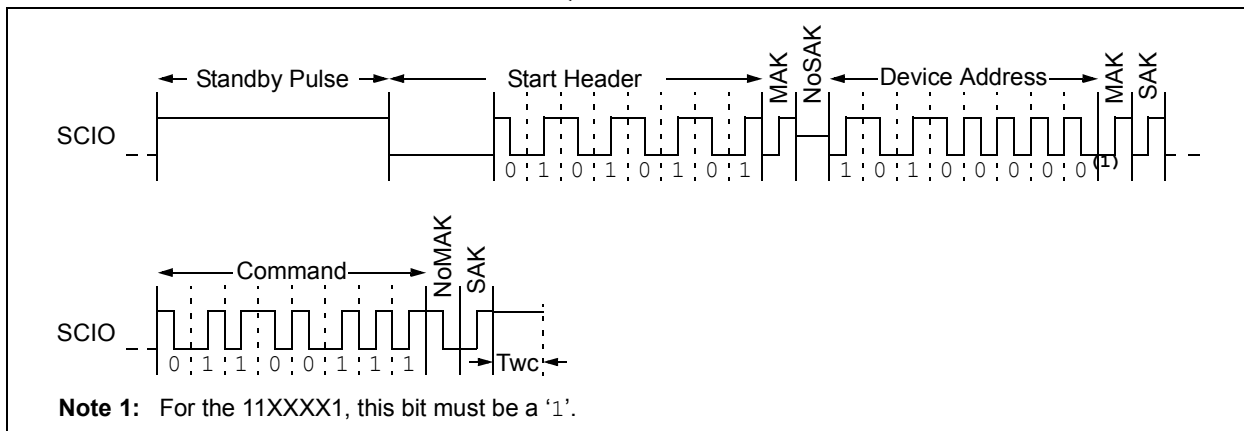 Standby Pulse Start Header MAK NoSAK Device Address MAK SAK
SCIO
0 1 0 1 0 1 0 1 1 0 1 0 0 0 0 0(1)
Command NoMAK SAK
SCIO
0 1 1 0 0 1 1 1 Twc
Note 1: For the 11XXXX1, this bit must be a ‘1’.